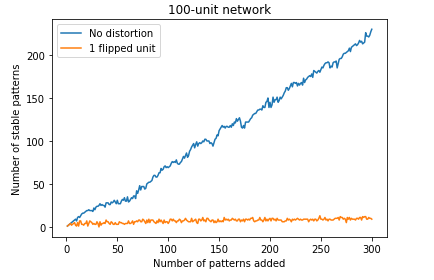 100-unit network
No distortion
1 flipped unit
Number of stable patterns
200
150
100
50
0
0 50 100 150 200 250 300
Number of patterns added